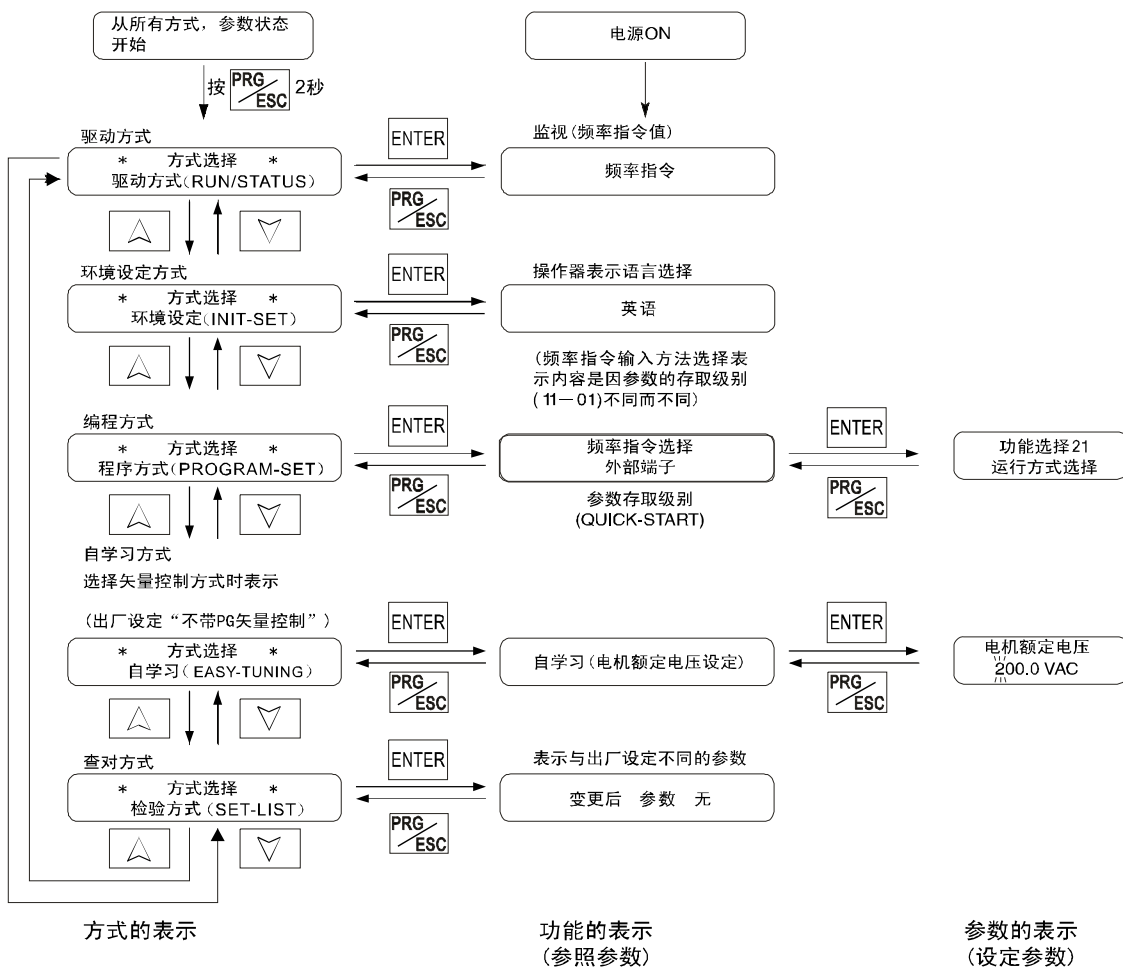 从所有方式，参数状态
开始
电源ON
按 PRG/ESC 2秒
驱动方式
* 方式选择 *
驱动方式(RUN/STATUS)
ENTER
PRG/ESC
监视(频率指令值)
频率指令
环境设定方式
* 方式选择 *
环境设定(INIT-SET)
ENTER
PRG/ESC
操作器表示语言选择
英语
(频率指令输入方法选择表
示内容是因参数的存取级别
(11—01)不同而不同)
编程方式
* 方式选择 *
程序方式(PROGRAM-SET)
ENTER
PRG/ESC
频率指令选择
外部端子
参数存取级别
(QUICK-START)
ENTER
PRG/ESC
功能选择21
运行方式选择
自学习方式
选择矢量控制方式时表示
(出厂设定“不带PG矢量控制”)
* 方式选择 *
自学习(EASY-TUNING)
ENTER
PRG/ESC
自学习(电机额定电压设定)
ENTER
PRG/ESC
电机额定电压
200.0 VAC
查对方式
* 方式选择 *
检验方式(SET-LIST)
ENTER
PRG/ESC
表示与出厂设定不同的参数
变更后 参数 无
方式的表示
功能的表示
(参照参数)
参数的表示
(设定参数)